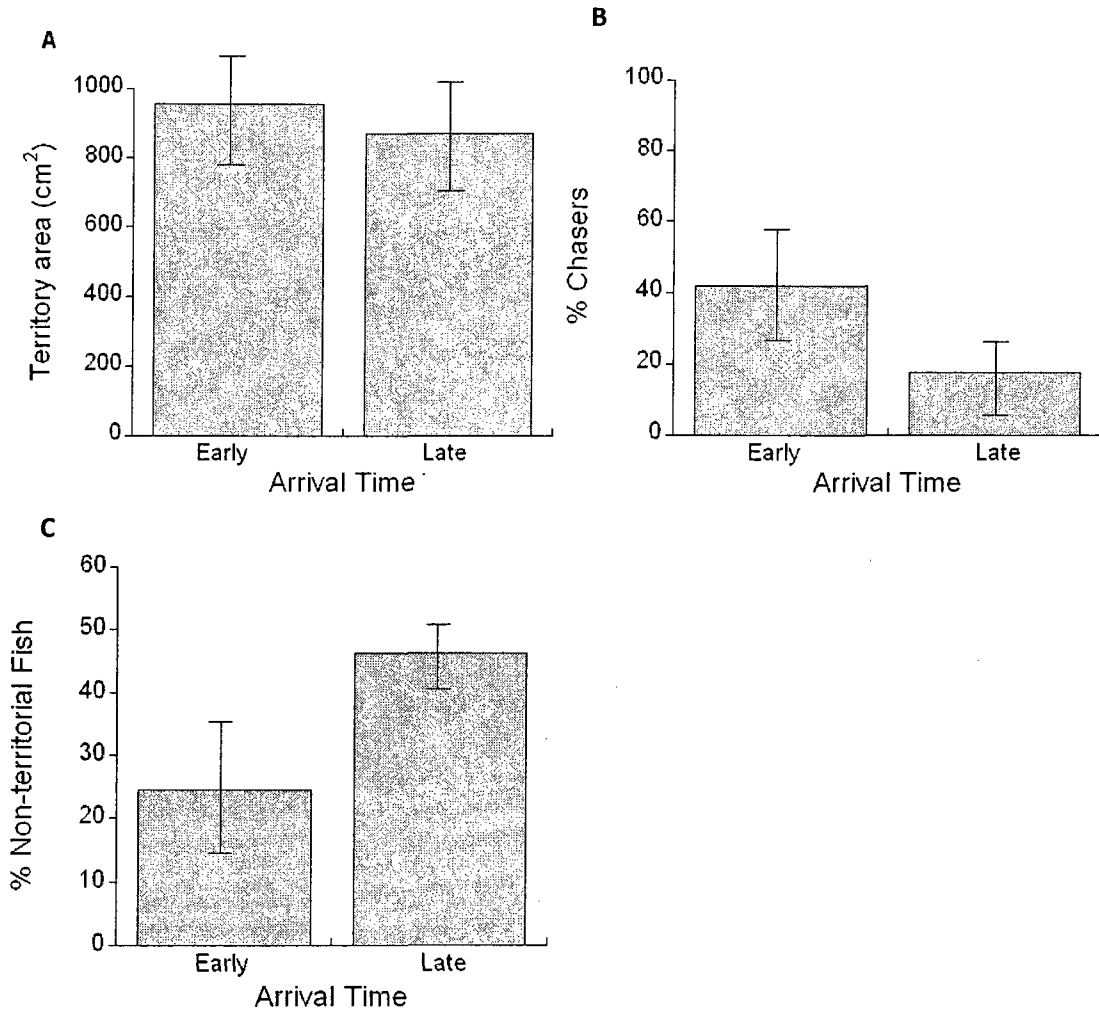 A
Territory area (cm²)
1000
800
600
400
200
0
Early Late
Arrival Time
B
% Chasers
100
80
60
40
20
0
Early Late
Arrival Time
C
% Non-territorial Fish
60
50
40
30
20
10
0
Early Late
Arrival Time